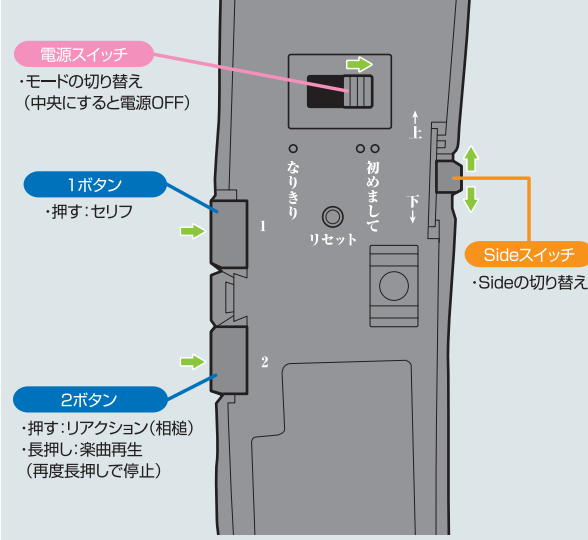 電源スイッチ
・モードの切り替え
(中央にすると電源OFF)
↑上
なりきり
初めまして
下↓
1ボタン
・押す：セリフ
1
リセット
Sideスイッチ
・Sideの切り替え
2
2ボタン
・押す：リアクション(相槌)
・長押し：楽曲再生
(再度長押しで停止)